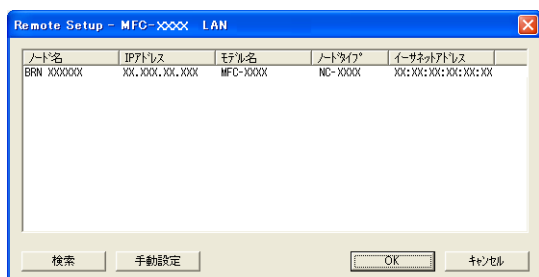 Remote Setup - MFC-XXXX LAN
ﾉｰﾄﾞ名 IPｱﾄﾞﾚｽ ﾓﾃﾞﾙ名 ﾉｰﾄﾞﾀｲﾌﾟ ｲｰｻﾈｯﾄｱﾄﾞﾚｽ
BRN XXXXXX XX.XXX.XX.XXX MFC-XXXX NC-XXXX XX:XX:XX:XX:XX:XX
検索 手動設定 OK ｷｬﾝｾﾙ